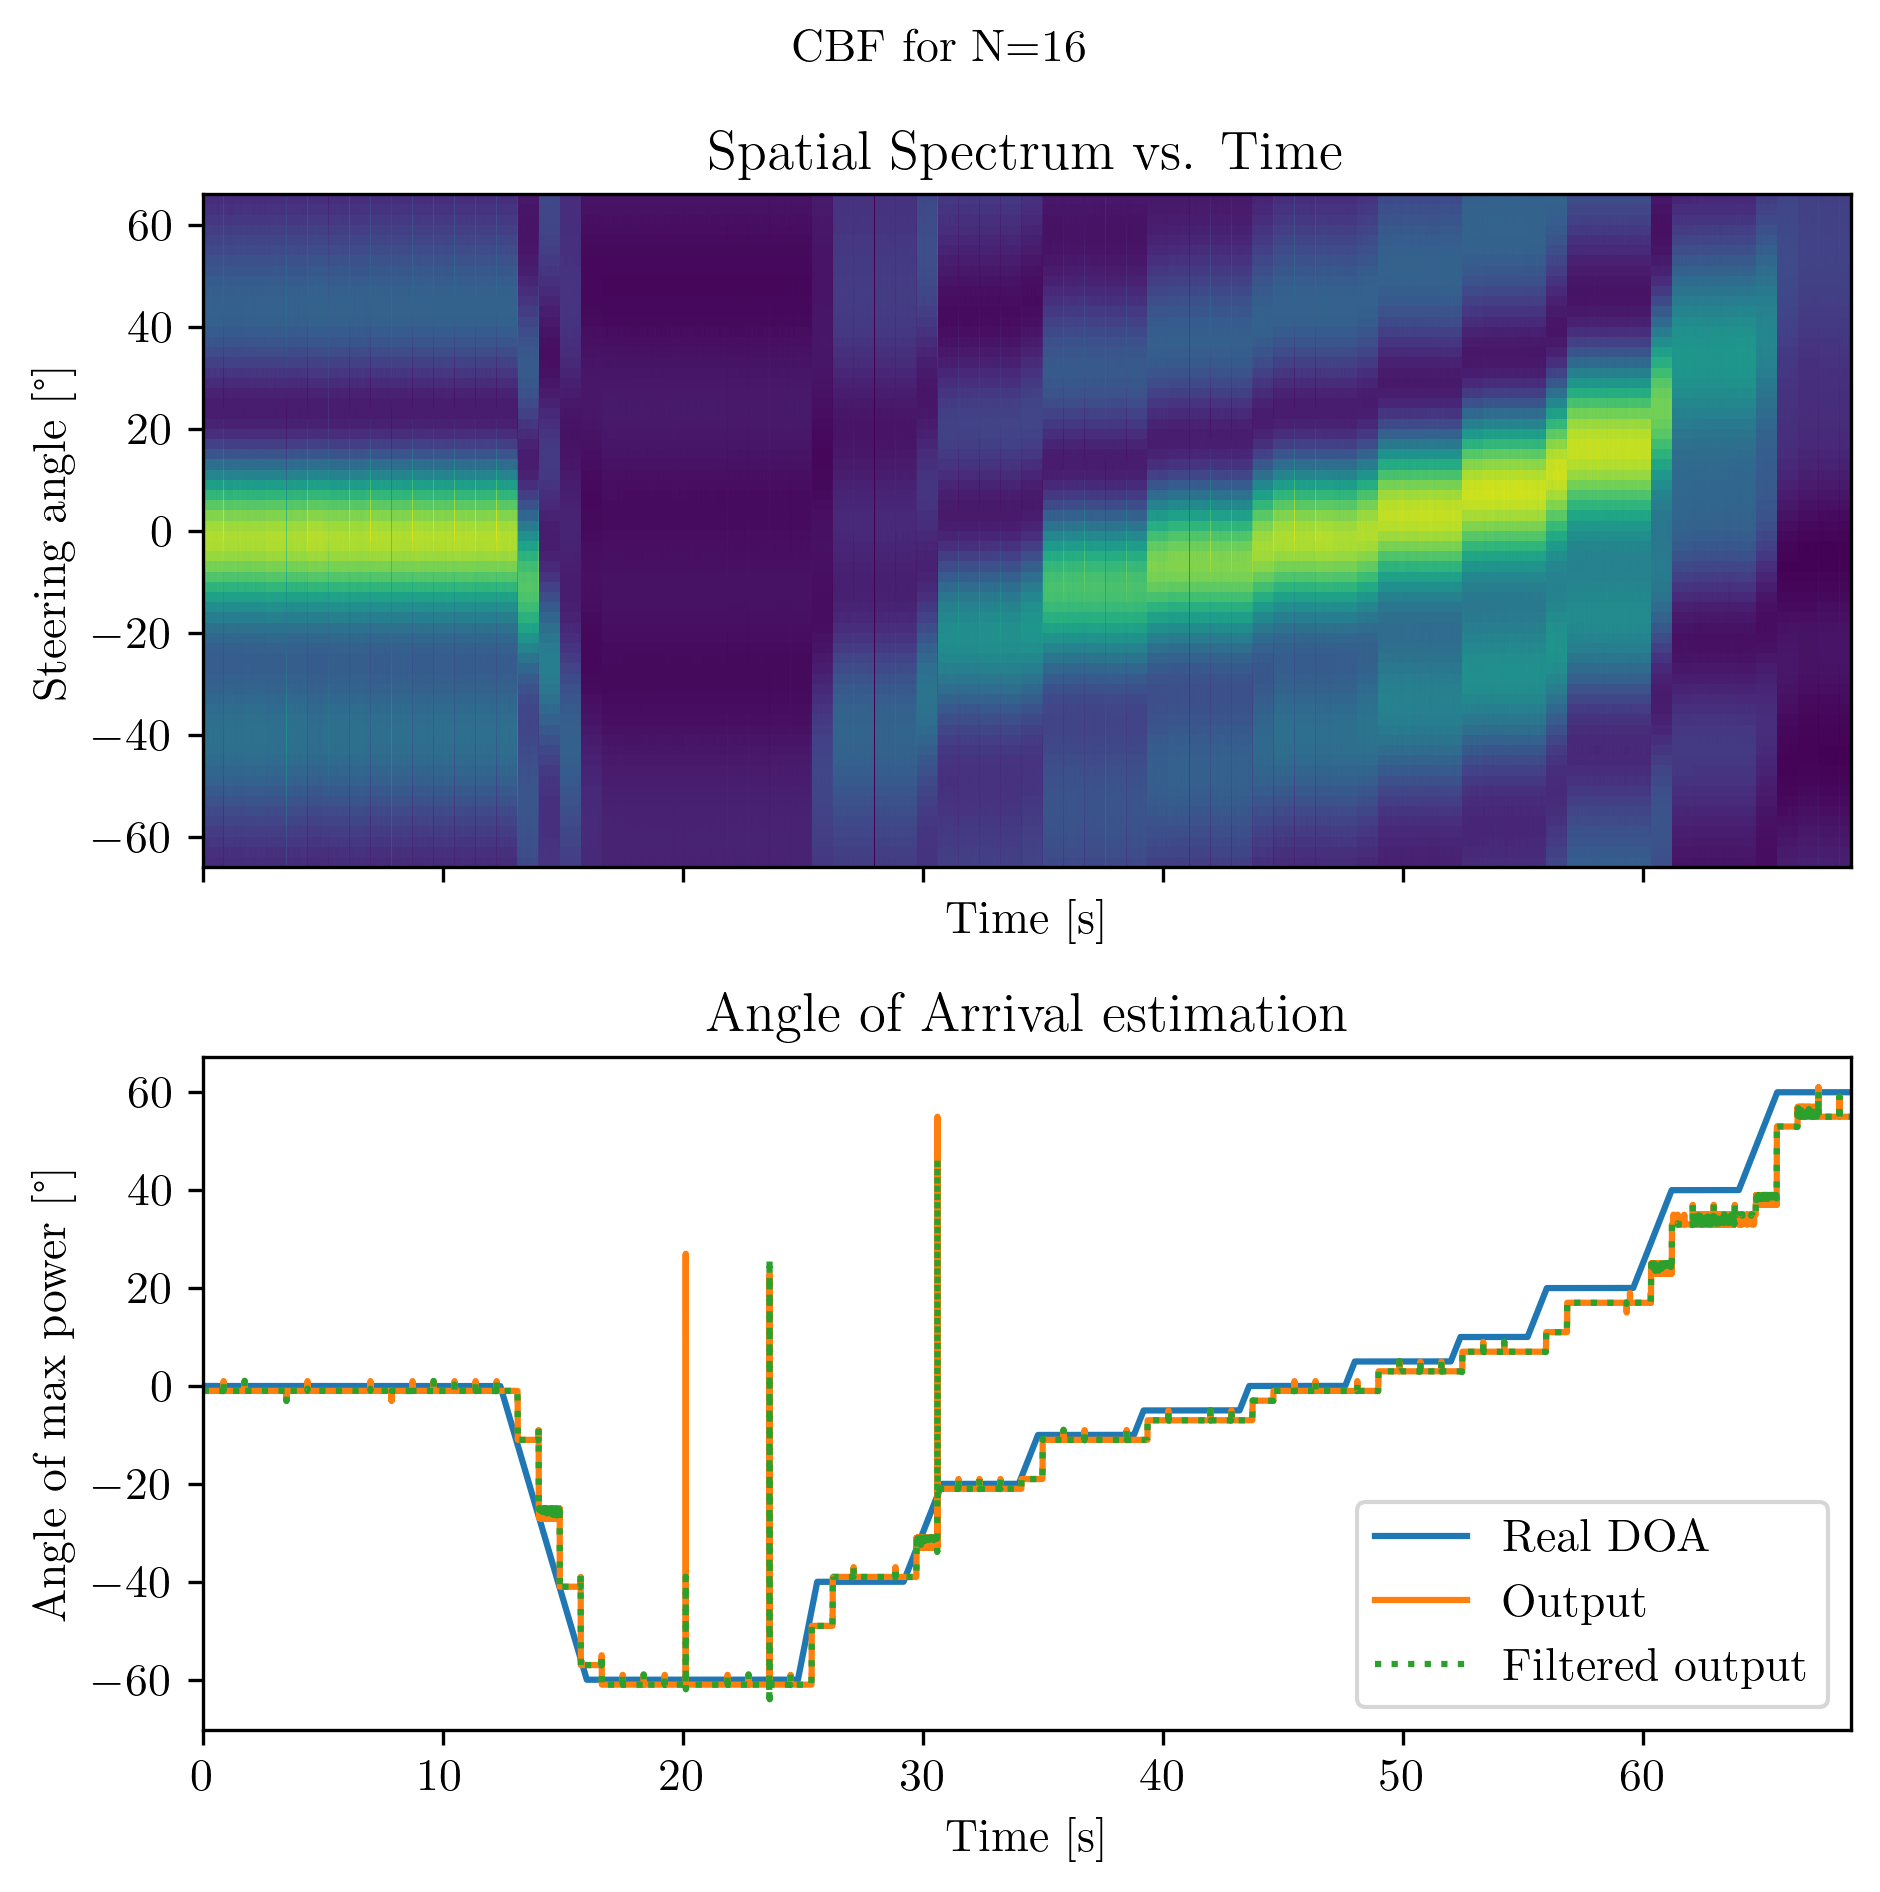 CBF for N=16
Spatial Spectrum vs. Time
60
40
20
0
−20
−40
−60
Steering angle [°]
Time [s]
Angle of Arrival estimation
60
40
20
0
−20
−40
−60
Angle of max power [°]
Real DOA
Output
Filtered output
0 10 20 30 40 50 60
Time [s]